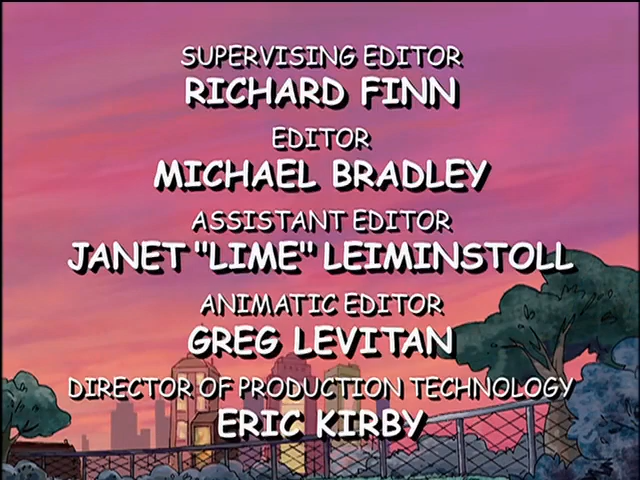 SUPERVISING EDITOR
RICHARD FINN
EDITOR
MICHAEL BRADLEY
ASSISTANT EDITOR
JANET "LIME" LEIMINSTOLL
ANIMATIC EDITOR
GREG LEVITAN
DIRECTOR OF PRODUCTION TECHNOLOGY
ERIC KIRBY